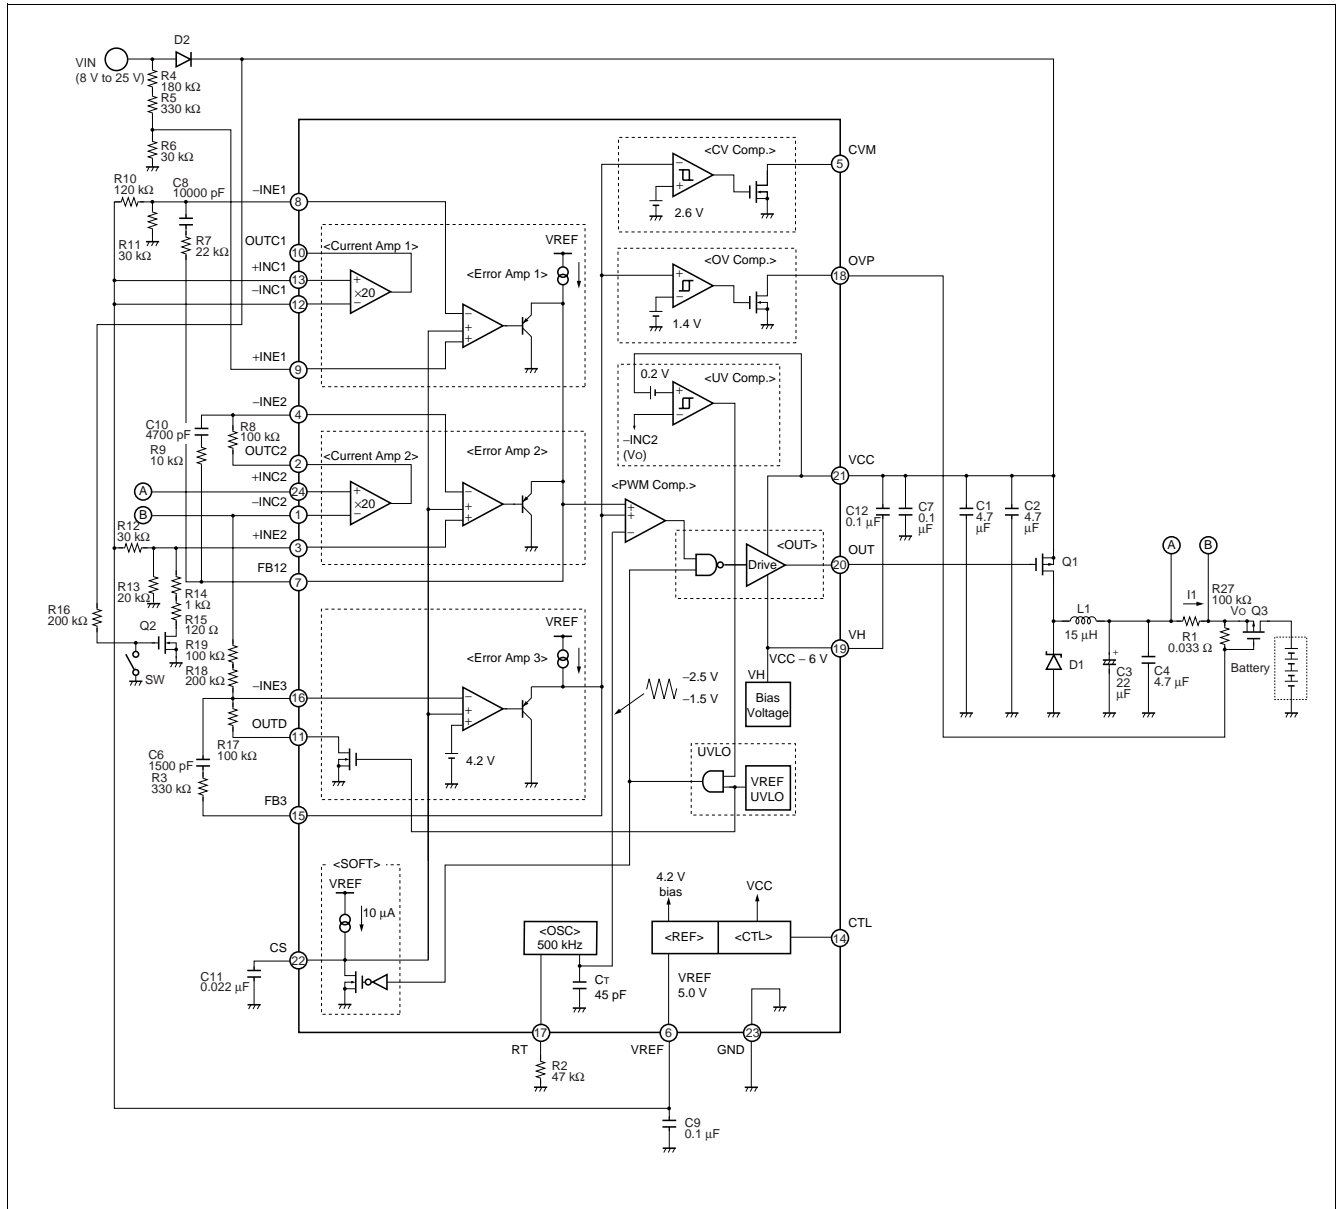 VIN
(8 V to 25 V)
D2
R4
180 kΩ
R5
330 kΩ
R6
30 kΩ
R10
120 kΩ
C8
10000 pF
R11
30 kΩ
R7
22 kΩ
–INE1
8
OUTC1
10
+INC1
13
–INC1
12
+INE1
9
<Current Amp 1>
+
×20
−
<Error Amp 1>
VREF
−
+
+
<CV Comp.>
−
+
2.6 V
CVM
5
<OV Comp.>
+
−
1.4 V
OVP
18
<UV Comp.>
0.2 V
+
−
–INC2
(VO)
VCC
21
–INE2
4
C10
4700 pF
R8
100 kΩ
R9
10 kΩ
OUTC2
2
+INC2
24
A
–INC2
1
B
R12
30 kΩ
+INE2
3
FB12
7
<Current Amp 2>
+
×20
−
<Error Amp 2>
−
+
+
<PWM Comp.>
+
+
−
<OUT>
Drive
OUT
20
C12
0.1 µF
C7
0.1
µF
C1
4.7
µF
C2
4.7
µF
Q1
A
B
R27
100 kΩ
I1
VO
Q3
L1
15 µH
R1
0.033 Ω
Battery
D1
+
C3
22
µF
C4
4.7 µF
VH
19
VCC – 6 V
VH
Bias
Voltage
R13
20 kΩ
R14
1 kΩ
R15
120 Ω
R16
200 kΩ
Q2
SW
R19
100 kΩ
R18
200 kΩ
–INE3
16
OUTD
11
R17
100 kΩ
C6
1500 pF
R3
330 kΩ
FB3
15
<Error Amp 3>
VREF
−
+
+
4.2 V
–2.5 V
–1.5 V
UVLO
VREF
UVLO
<SOFT>
VREF
10 µA
CS
22
C11
0.022 µF
<OSC>
500 kHz
CT
45 pF
4.2 V
bias
VCC
<REF>
<CTL>
CTL
14
VREF
5.0 V
17
RT
6
VREF
23
GND
R2
47 kΩ
C9
0.1 µF